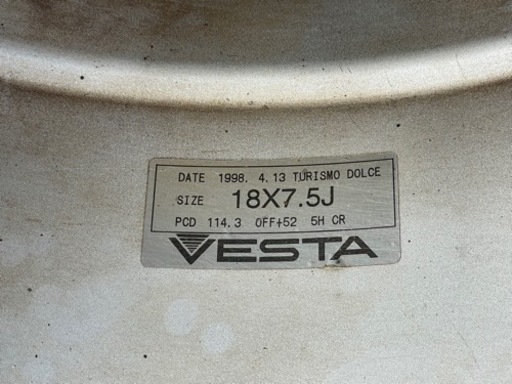 DATE 1998. 4.13 TURISMO DOLCE
SIZE 18X7.5J
PCD 114.3 OFF+52 5H CR
VESTA